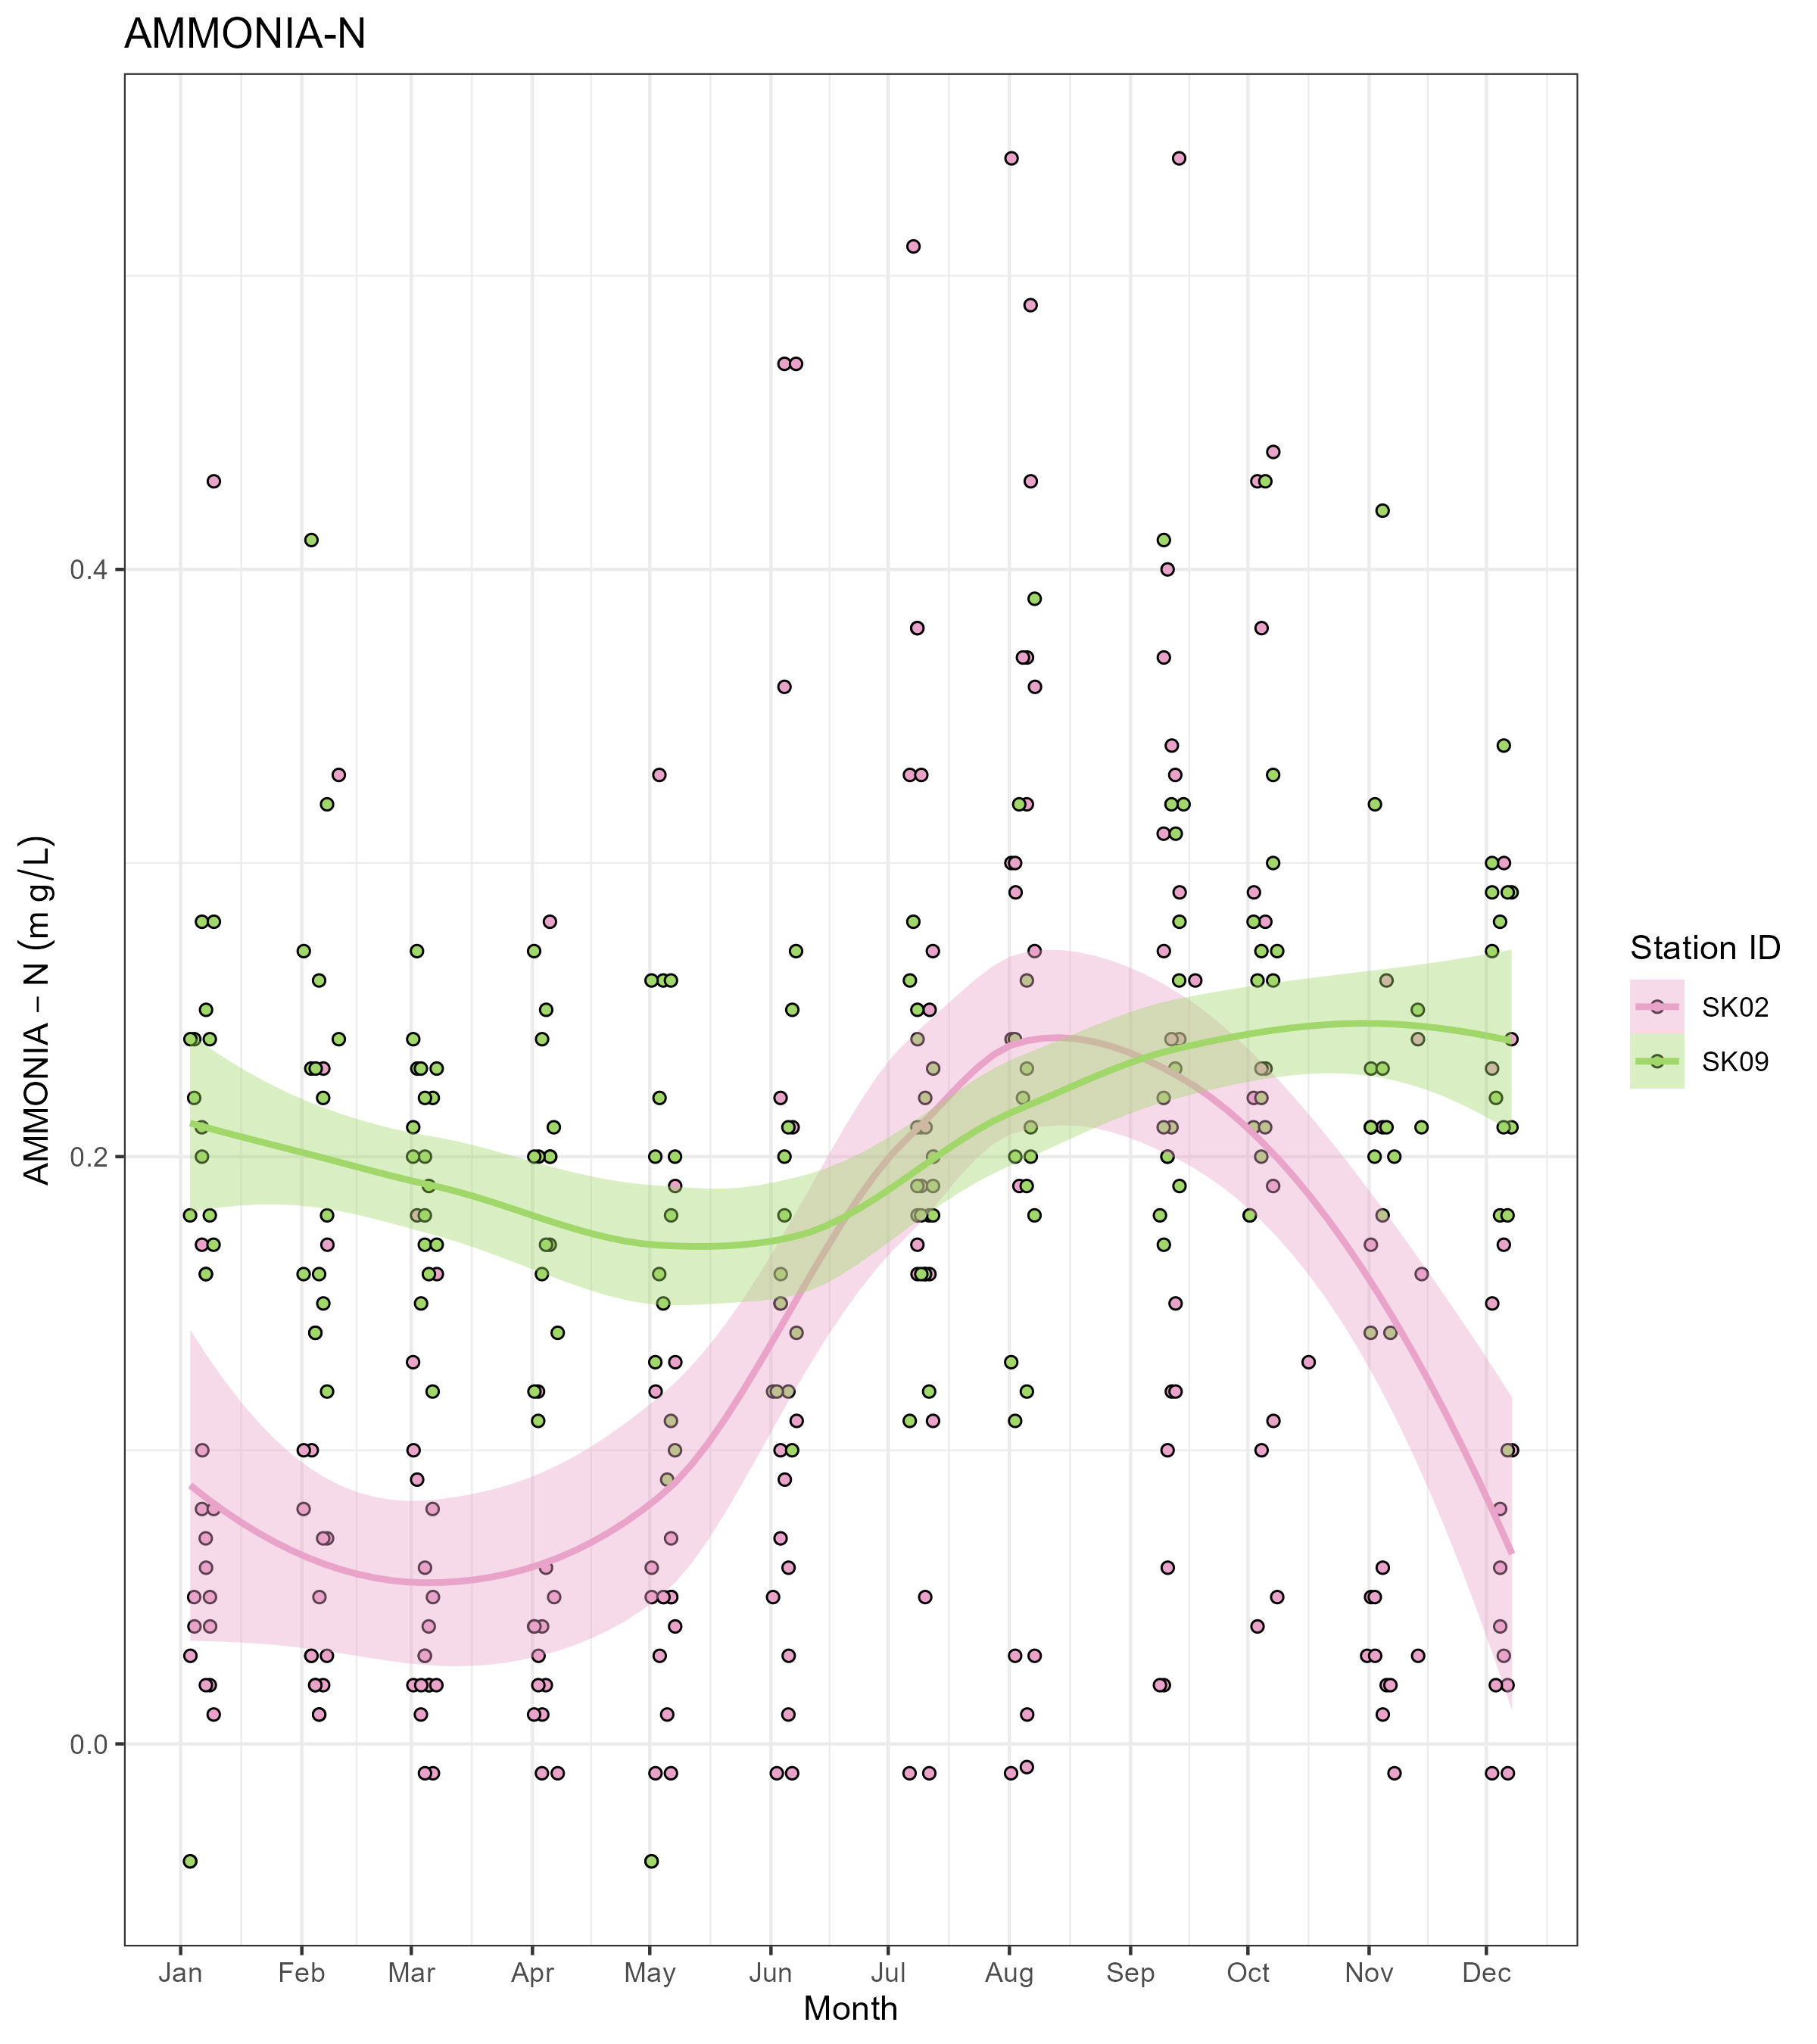 AMMONIA-N
AMMONIA – N (m g/L)
0.4
0.2
0.0
Jan Feb Mar Apr May Jun Jul Aug Sep Oct Nov Dec
Month
Station ID
SK02
SK09